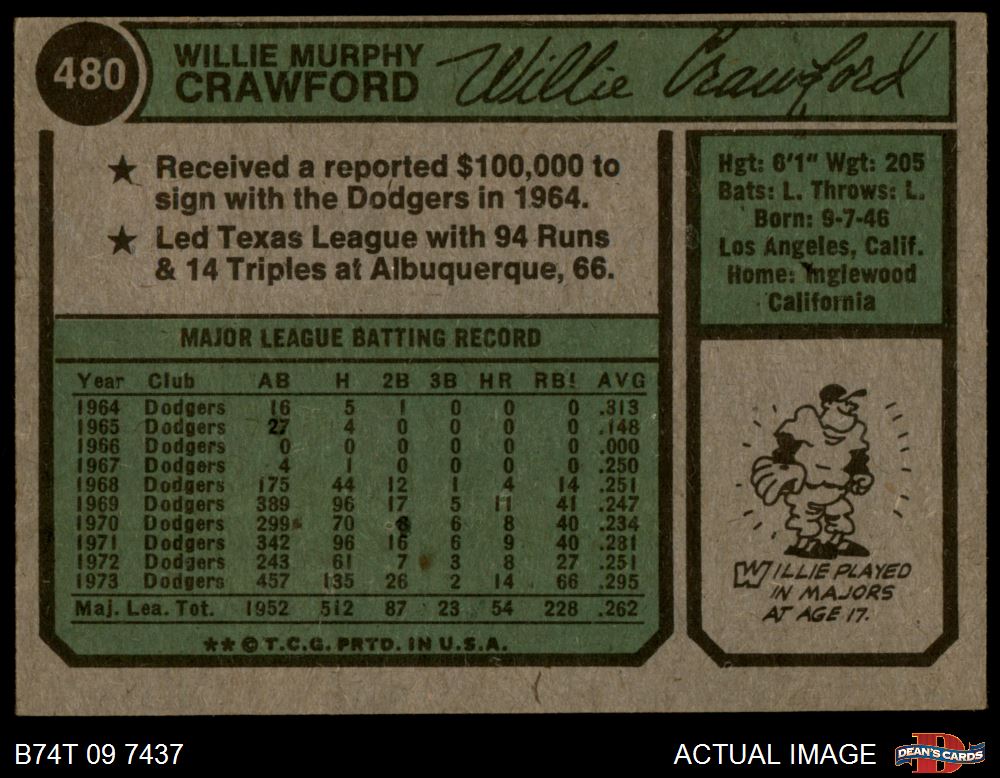 480
WILLIE MURPHY
CRAWFORD
Willie Crawford
★ Received a reported $100,000 to
sign with the Dodgers in 1964.
★ Led Texas League with 94 Runs
& 14 Triples at Albuquerque, 66.
Hgt: 6'1" Wgt: 205
Bats: L. Throws: L.
Born: 9-7-46
Los Angeles, Calif.
Home: Inglewood
California
MAJOR LEAGUE BATTING RECORD
Year Club AB H 2B 3B HR RBI AVG
1964 Dodgers 16 5 1 0 0 0 .313
1965 Dodgers 27 4 0 0 0 0 .148
1966 Dodgers 0 0 0 0 0 0 .000
1967 Dodgers 4 1 0 0 0 0 .250
1968 Dodgers 175 44 12 1 4 14 .251
1969 Dodgers 389 96 17 5 11 41 .247
1970 Dodgers 299 70 8 6 8 40 .234
1971 Dodgers 342 96 16 6 9 40 .281
1972 Dodgers 243 61 7 3 8 27 .251
1973 Dodgers 457 135 26 2 14 66 .295
Maj. Lea. Tot. 1952 512 87 23 54 228 .262
** © T.C.G. PRTD. IN U.S.A.
WILLIE PLAYED
IN MAJORS
AT AGE 17.
B74T 09 7437
ACTUAL IMAGE
DEAN'S CARDS